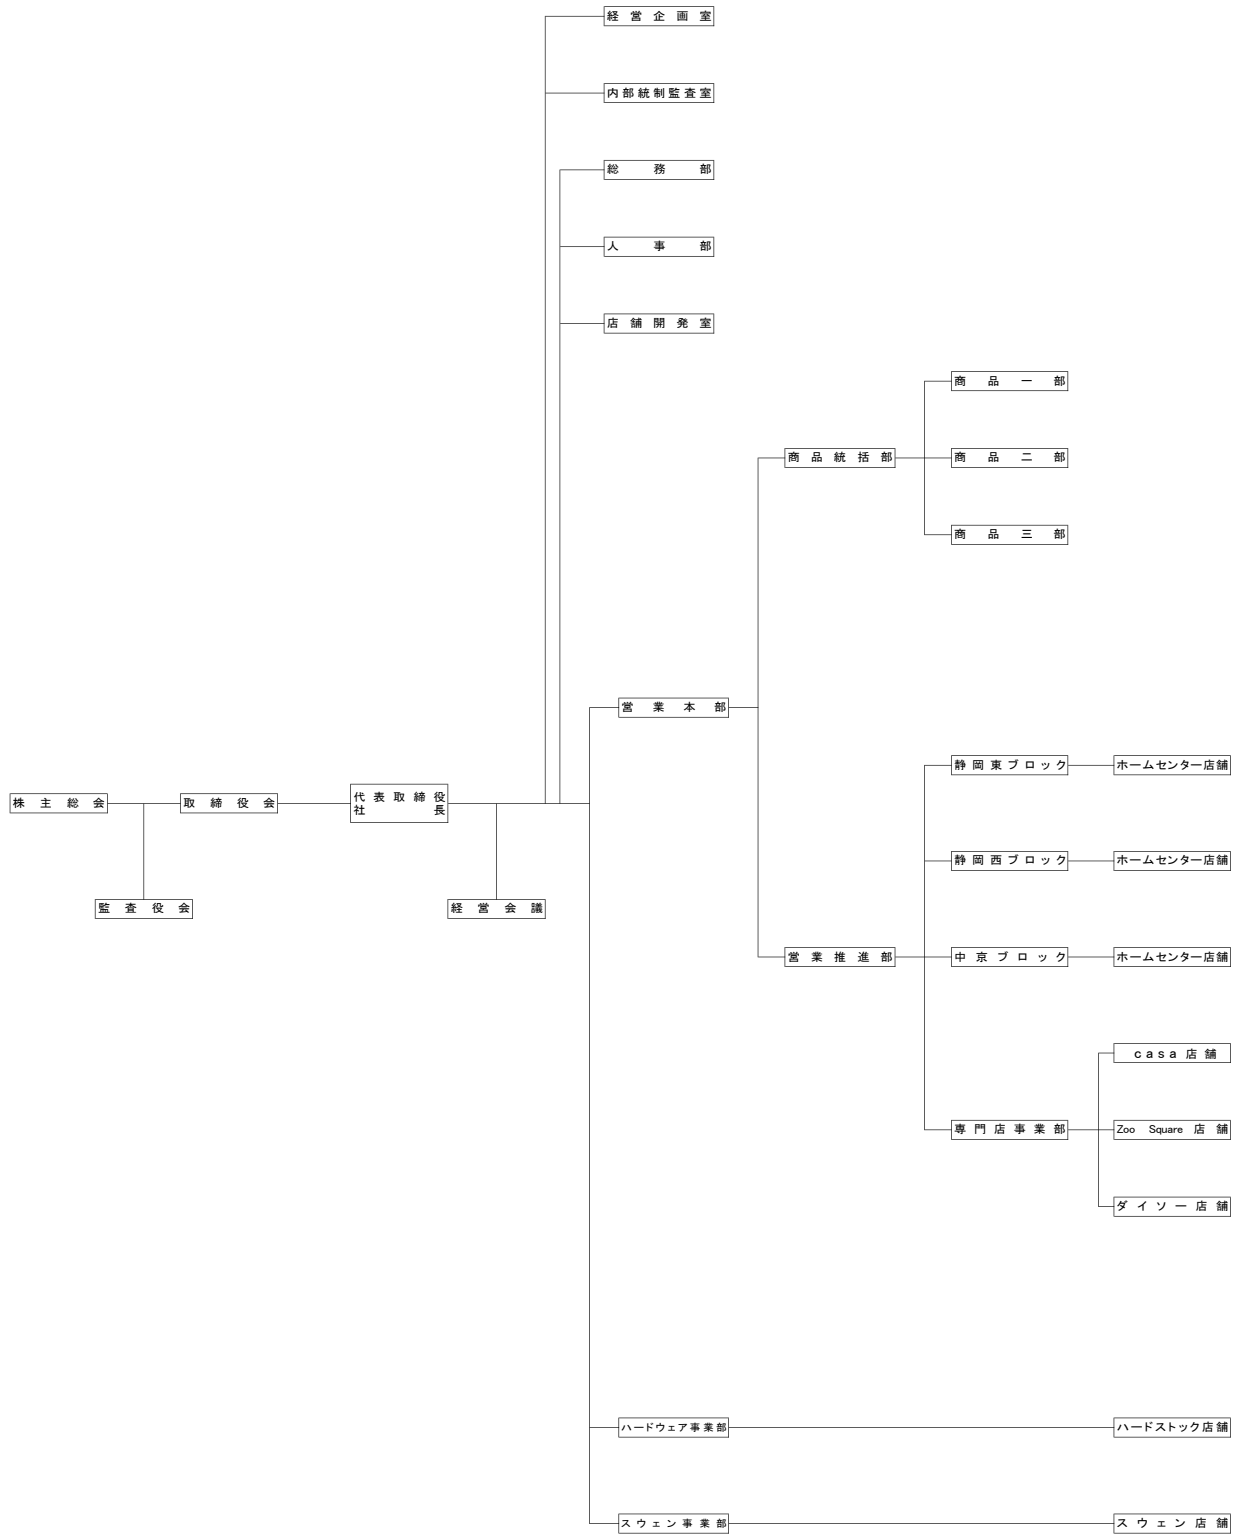 経営企画室
内部統制監査室
総務部
人事部
店舗開発室
商品一部
商品統括部
商品二部
商品三部
営業本部
静岡東ブロック
ホームセンター店舗
株主総会
取締役会
代表取締役
社長
静岡西ブロック
ホームセンター店舗
監査役会
経営会議
営業推進部
中京ブロック
ホームセンター店舗
casa店舗
専門店事業部
Zoo Square 店舗
ダイソー店舗
ハードウェア事業部
ハードストック店舗
スウェン事業部
スウェン店舗